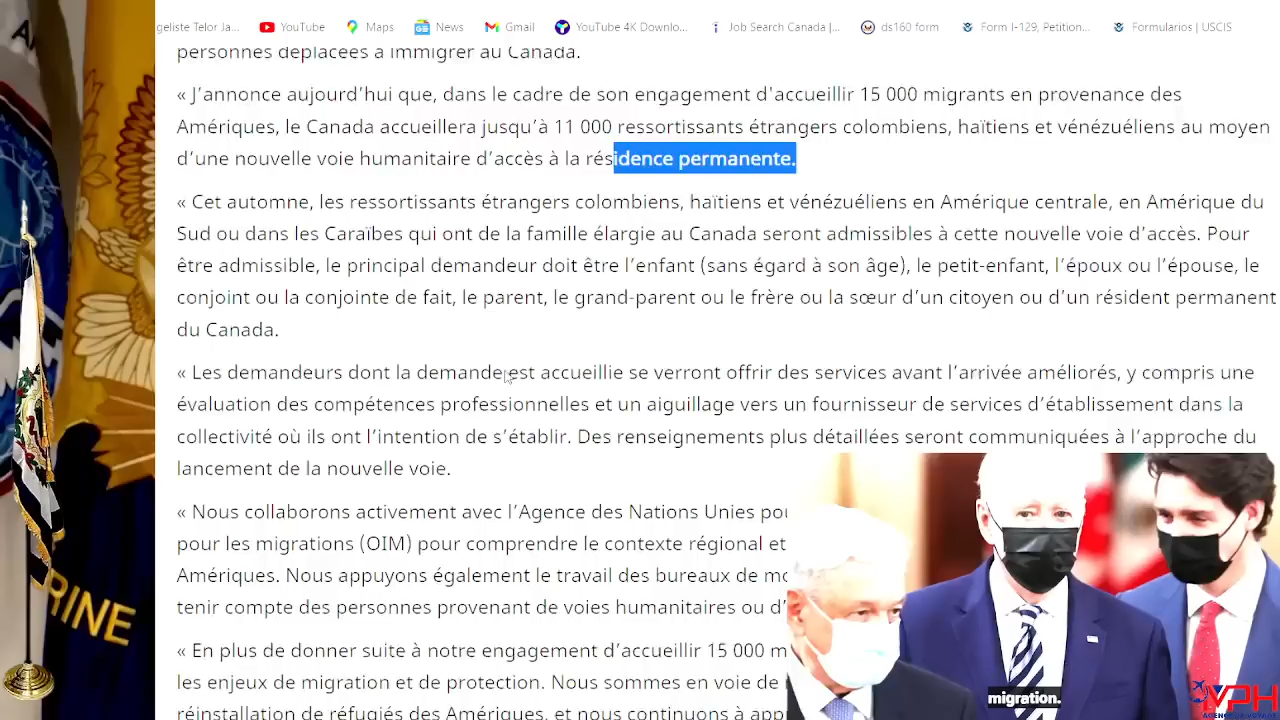 geliste Telor Ja...
YouTube
Maps
News
Gmail
YouTube 4K Downlo...
Job Search Canada |...
ds160 form
Form I-129, Petition...
Formularios | USCIS
personnes déplacées à immigrer au Canada.
« J’annonce aujourd’hui que, dans le cadre de son engagement d'accueillir 15 000 migrants en provenance des
Amériques, le Canada accueillera jusqu’à 11 000 ressortissants étrangers colombiens, haïtiens et vénézuéliens au moyen
d’une nouvelle voie humanitaire d’accès à la résidence permanente.
« Cet automne, les ressortissants étrangers colombiens, haïtiens et vénézuéliens en Amérique centrale, en Amérique du
Sud ou dans les Caraïbes qui ont de la famille élargie au Canada seront admissibles à cette nouvelle voie d’accès. Pour
être admissible, le principal demandeur doit être l’enfant (sans égard à son âge), le petit-enfant, l’époux ou l’épouse, le
conjoint ou la conjointe de fait, le parent, le grand-parent ou le frère ou la sœur d’un citoyen ou d’un résident permanent
du Canada.
« Les demandeurs dont la demande est accueillie se verront offrir des services avant l’arrivée améliorés, y compris une
évaluation des compétences professionnelles et un aiguillage vers un fournisseur de services d’établissement dans la
collectivité où ils ont l’intention de s’établir. Des renseignements plus détaillées seront communiquées à l’approche du
lancement de la nouvelle voie.
« Nous collaborons activement avec l’Agence des Nations Unies pou
pour les migrations (OIM) pour comprendre le contexte régional et
Amériques. Nous appuyons également le travail des bureaux de mo
tenir compte des personnes provenant de voies humanitaires ou d’
« En plus de donner suite à notre engagement d’accueillir 15 000 m
les enjeux de migration et de protection. Nous sommes en voie de
réinstallation de réfugiés des Amériques et nous continuons à app
RINE
migration.
VPH